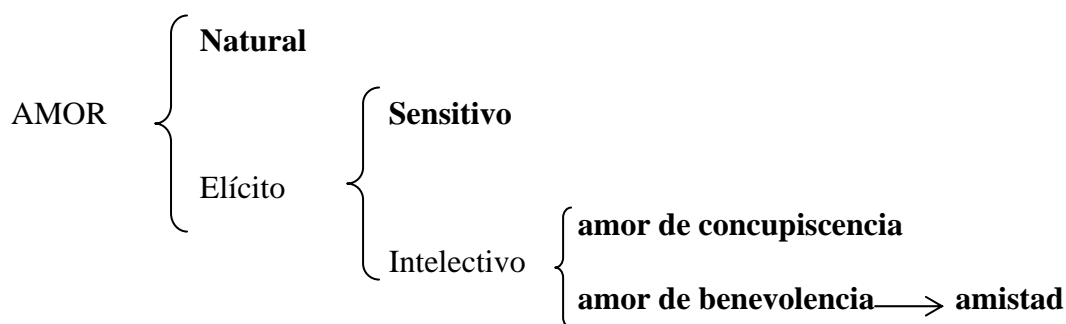 Natural
AMOR
Sensitivo
Elícito
amor de concupiscencia
Intelectivo
amor de benevolencia → amistad